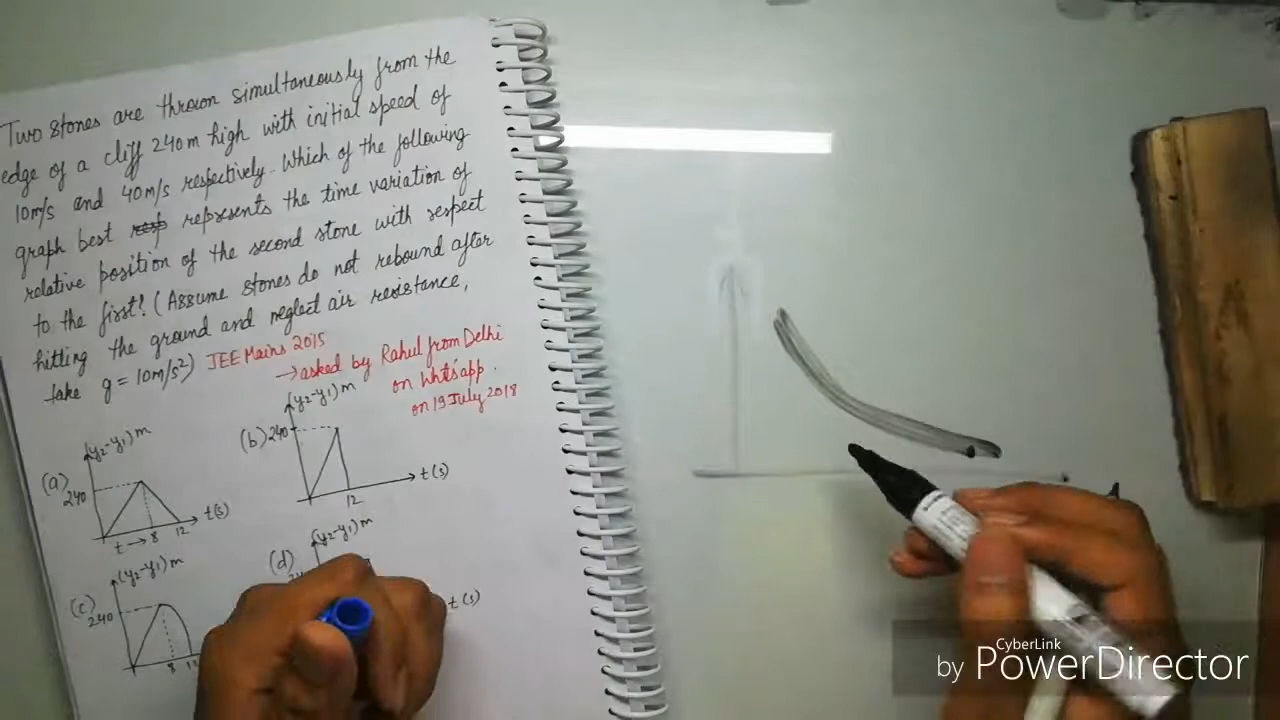 Two stones are thrown simultaneously from the
edge of a cliff 240m high with initial speed of
10m/s and 40m/s respectively. Which of the following
graph best resp represents the time variation of
relative position of the second stone with respect
to the first? (Assume stones do not rebound after
hitting the ground and neglect air resistance,
take g = 10m/s²) JEE Mains 2015
→ asked by Rahul from Delhi
on Whtsapp.
on 19 July 2018
(a) (y₂-y₁)m
240
t(s)
t → 8 12
(b) (y₂-y₁)m
240
t(s)
12
(c) (y₂-y₁)m
240
8
(d) (y₂-y₁)m
t(s)
CyberLink
by PowerDirector